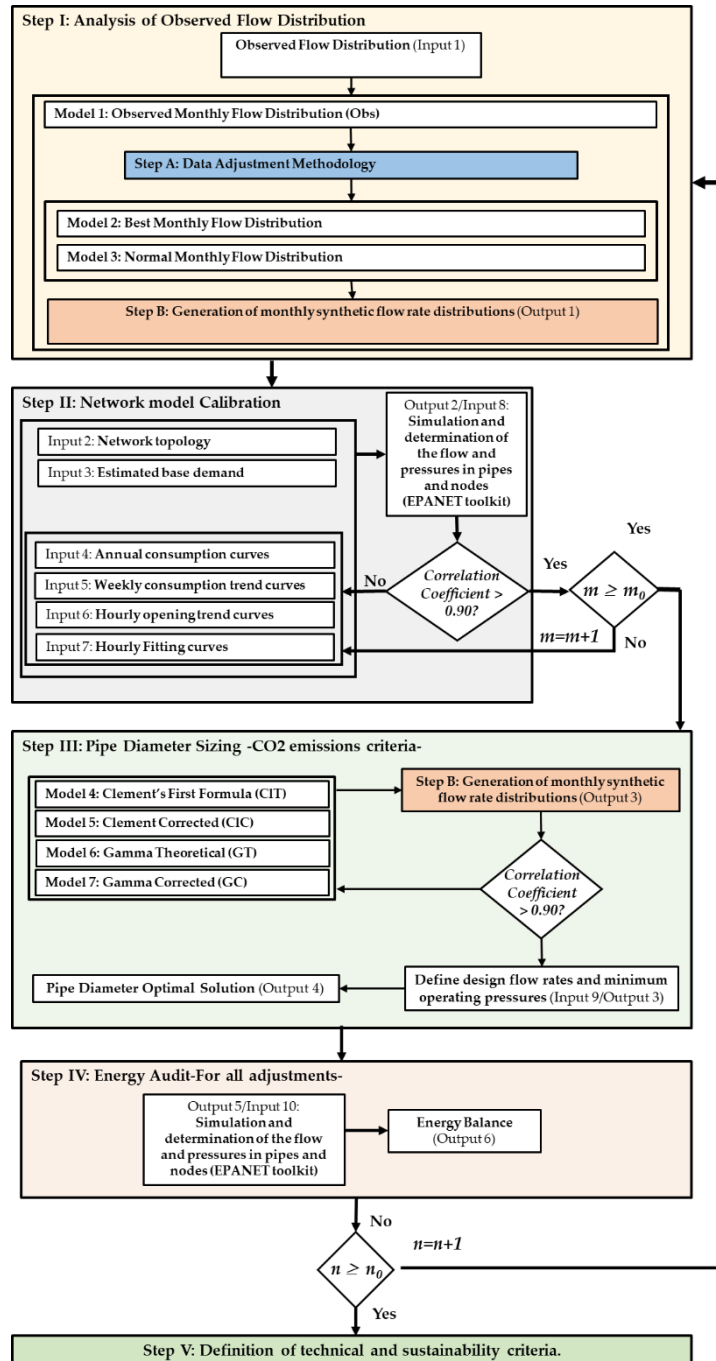 Step I: Analysis of Observed Flow Distribution
Observed Flow Distribution (Input 1)
Model 1: Observed Monthly Flow Distribution (Obs)
Step A: Data Adjustment Methodology
Model 2: Best Monthly Flow Distribution
Model 3: Normal Monthly Flow Distribution
Step B: Generation of monthly synthetic flow rate distributions (Output 1)
Step II: Network model Calibration
Input 2: Network topology
Input 3: Estimated base demand
Output 2/Input 8:
Simulation and
determination of
the flow and
pressures in pipes
and nodes
(EPANET toolkit)
Input 4: Annual consumption curves
Input 5: Weekly consumption trend curves
Input 6: Hourly opening trend curves
Input 7: Hourly Fitting curves
No
Correlation
Coefficient >
0.90?
Yes
m ≥ m0
Yes
m=m+1
No
Step III: Pipe Diameter Sizing -CO2 emissions criteria-
Model 4: Clement's First Formula (ClT)
Model 5: Clement Corrected (ClC)
Model 6: Gamma Theoretical (GT)
Model 7: Gamma Corrected (GC)
Step B: Generation of monthly synthetic
flow rate distributions (Output 3)
Correlation
Coefficient
> 0.90?
Pipe Diameter Optimal Solution (Output 4)
Define design flow rates and minimum
operating pressures (Input 9/Output 3)
Step IV: Energy Audit-For all adjustments-
Output 5/Input 10:
Simulation and
determination of the flow
and pressures in pipes and
nodes (EPANET toolkit)
Energy Balance
(Output 6)
No
n=n+1
n ≥ n0
Yes
Step V: Definition of technical and sustainability criteria.